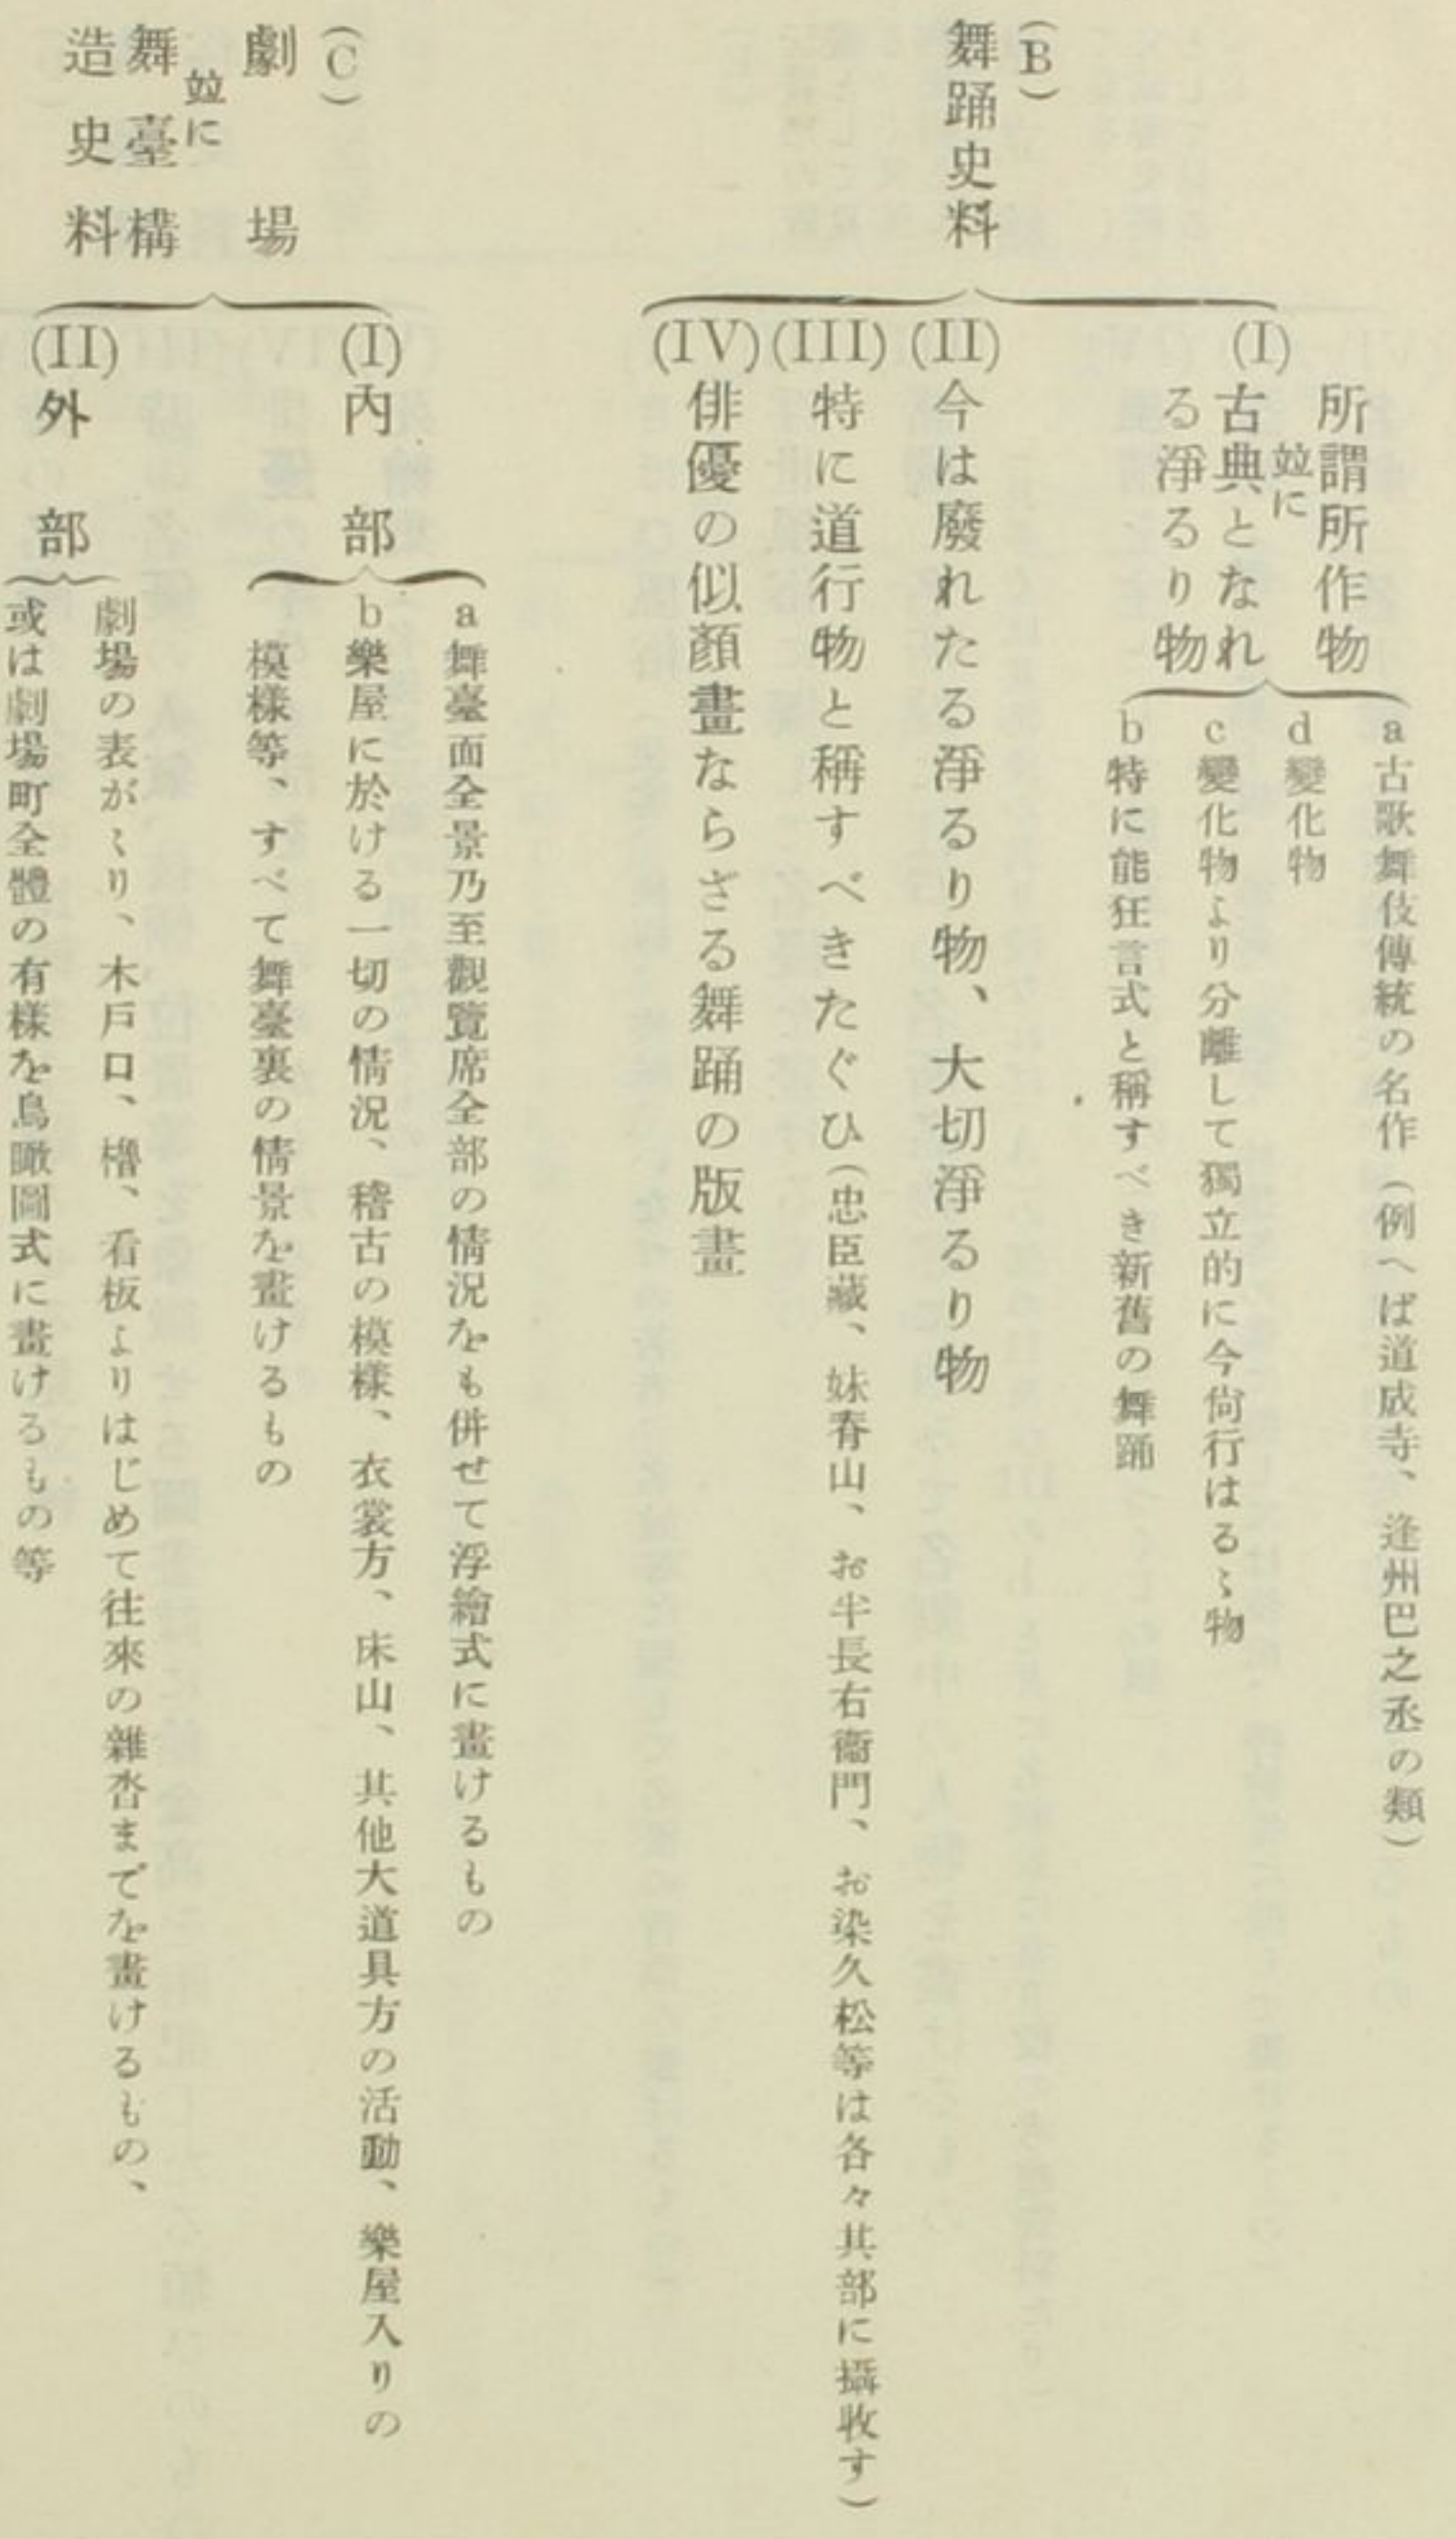 (B)
舞踊史料
(I)
所謂所作物
並に
古典となれ
る淨るり物
a 古歌舞伎傳統の名作(例へば道成寺、逢州巴之丞の類)
d 變化物
c 變化物より分離して獨立的に今尙行はるゝ物
b 特に能狂言式と稱すべき新舊の舞踊
(II) 今は廢れたる淨るり物、大切淨るり物
(III) 特に道行物と稱すべきたぐひ(忠臣藏、妹脊山、お半長右衞門、お染久松等は各々其部に攝收す)
(IV) 俳優の似顏畫ならざる舞踊の版畫
(C)
劇場
並に
舞臺構
造史料
(I) 內部
a 舞臺面全景乃至觀覽席全部の情況をも併せて浮繪式に畫けるもの
b 樂屋に於ける一切の情況、稽古の模樣、衣裳方、床山、其他大道具方の活動、樂屋入りの
模樣等、すべて舞臺裏の情景を畫けるもの
(II) 外部
劇場の表がゝり、木戶口、櫓、看板よりはじめて往來の雜沓までを畫けるもの、
或は劇場町全體の有樣を鳥瞰圖式に畫けるもの等